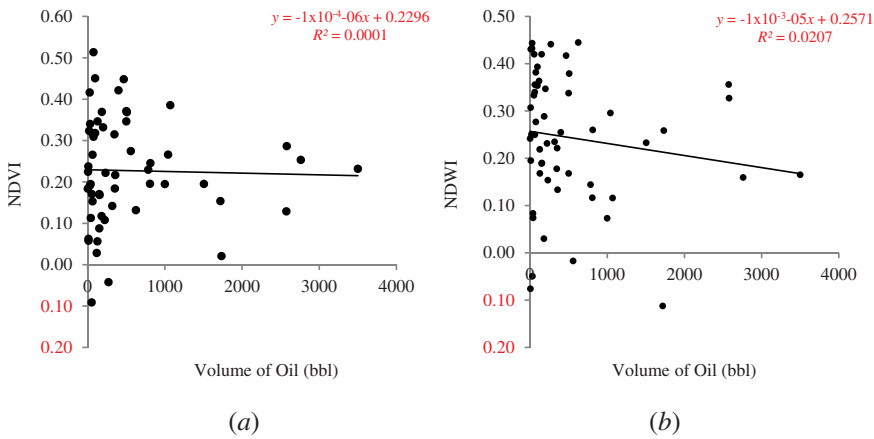 y = -1x10⁻⁴-06x + 0.2296
R² = 0.0001
0.60
0.50
0.40
0.30
0.20
0.10
0.00
0.10
0.20
NDVI
0
1000
2000
3000
4000
Volume of Oil (bbl)
(a)
y = -1x10⁻³-05x + 0.2571
R² = 0.0207
0.50
0.40
0.30
0.20
0.10
0.00
0.10
0.20
NDWI
0
1000
2000
3000
4000
Volume of Oil (bbl)
(b)